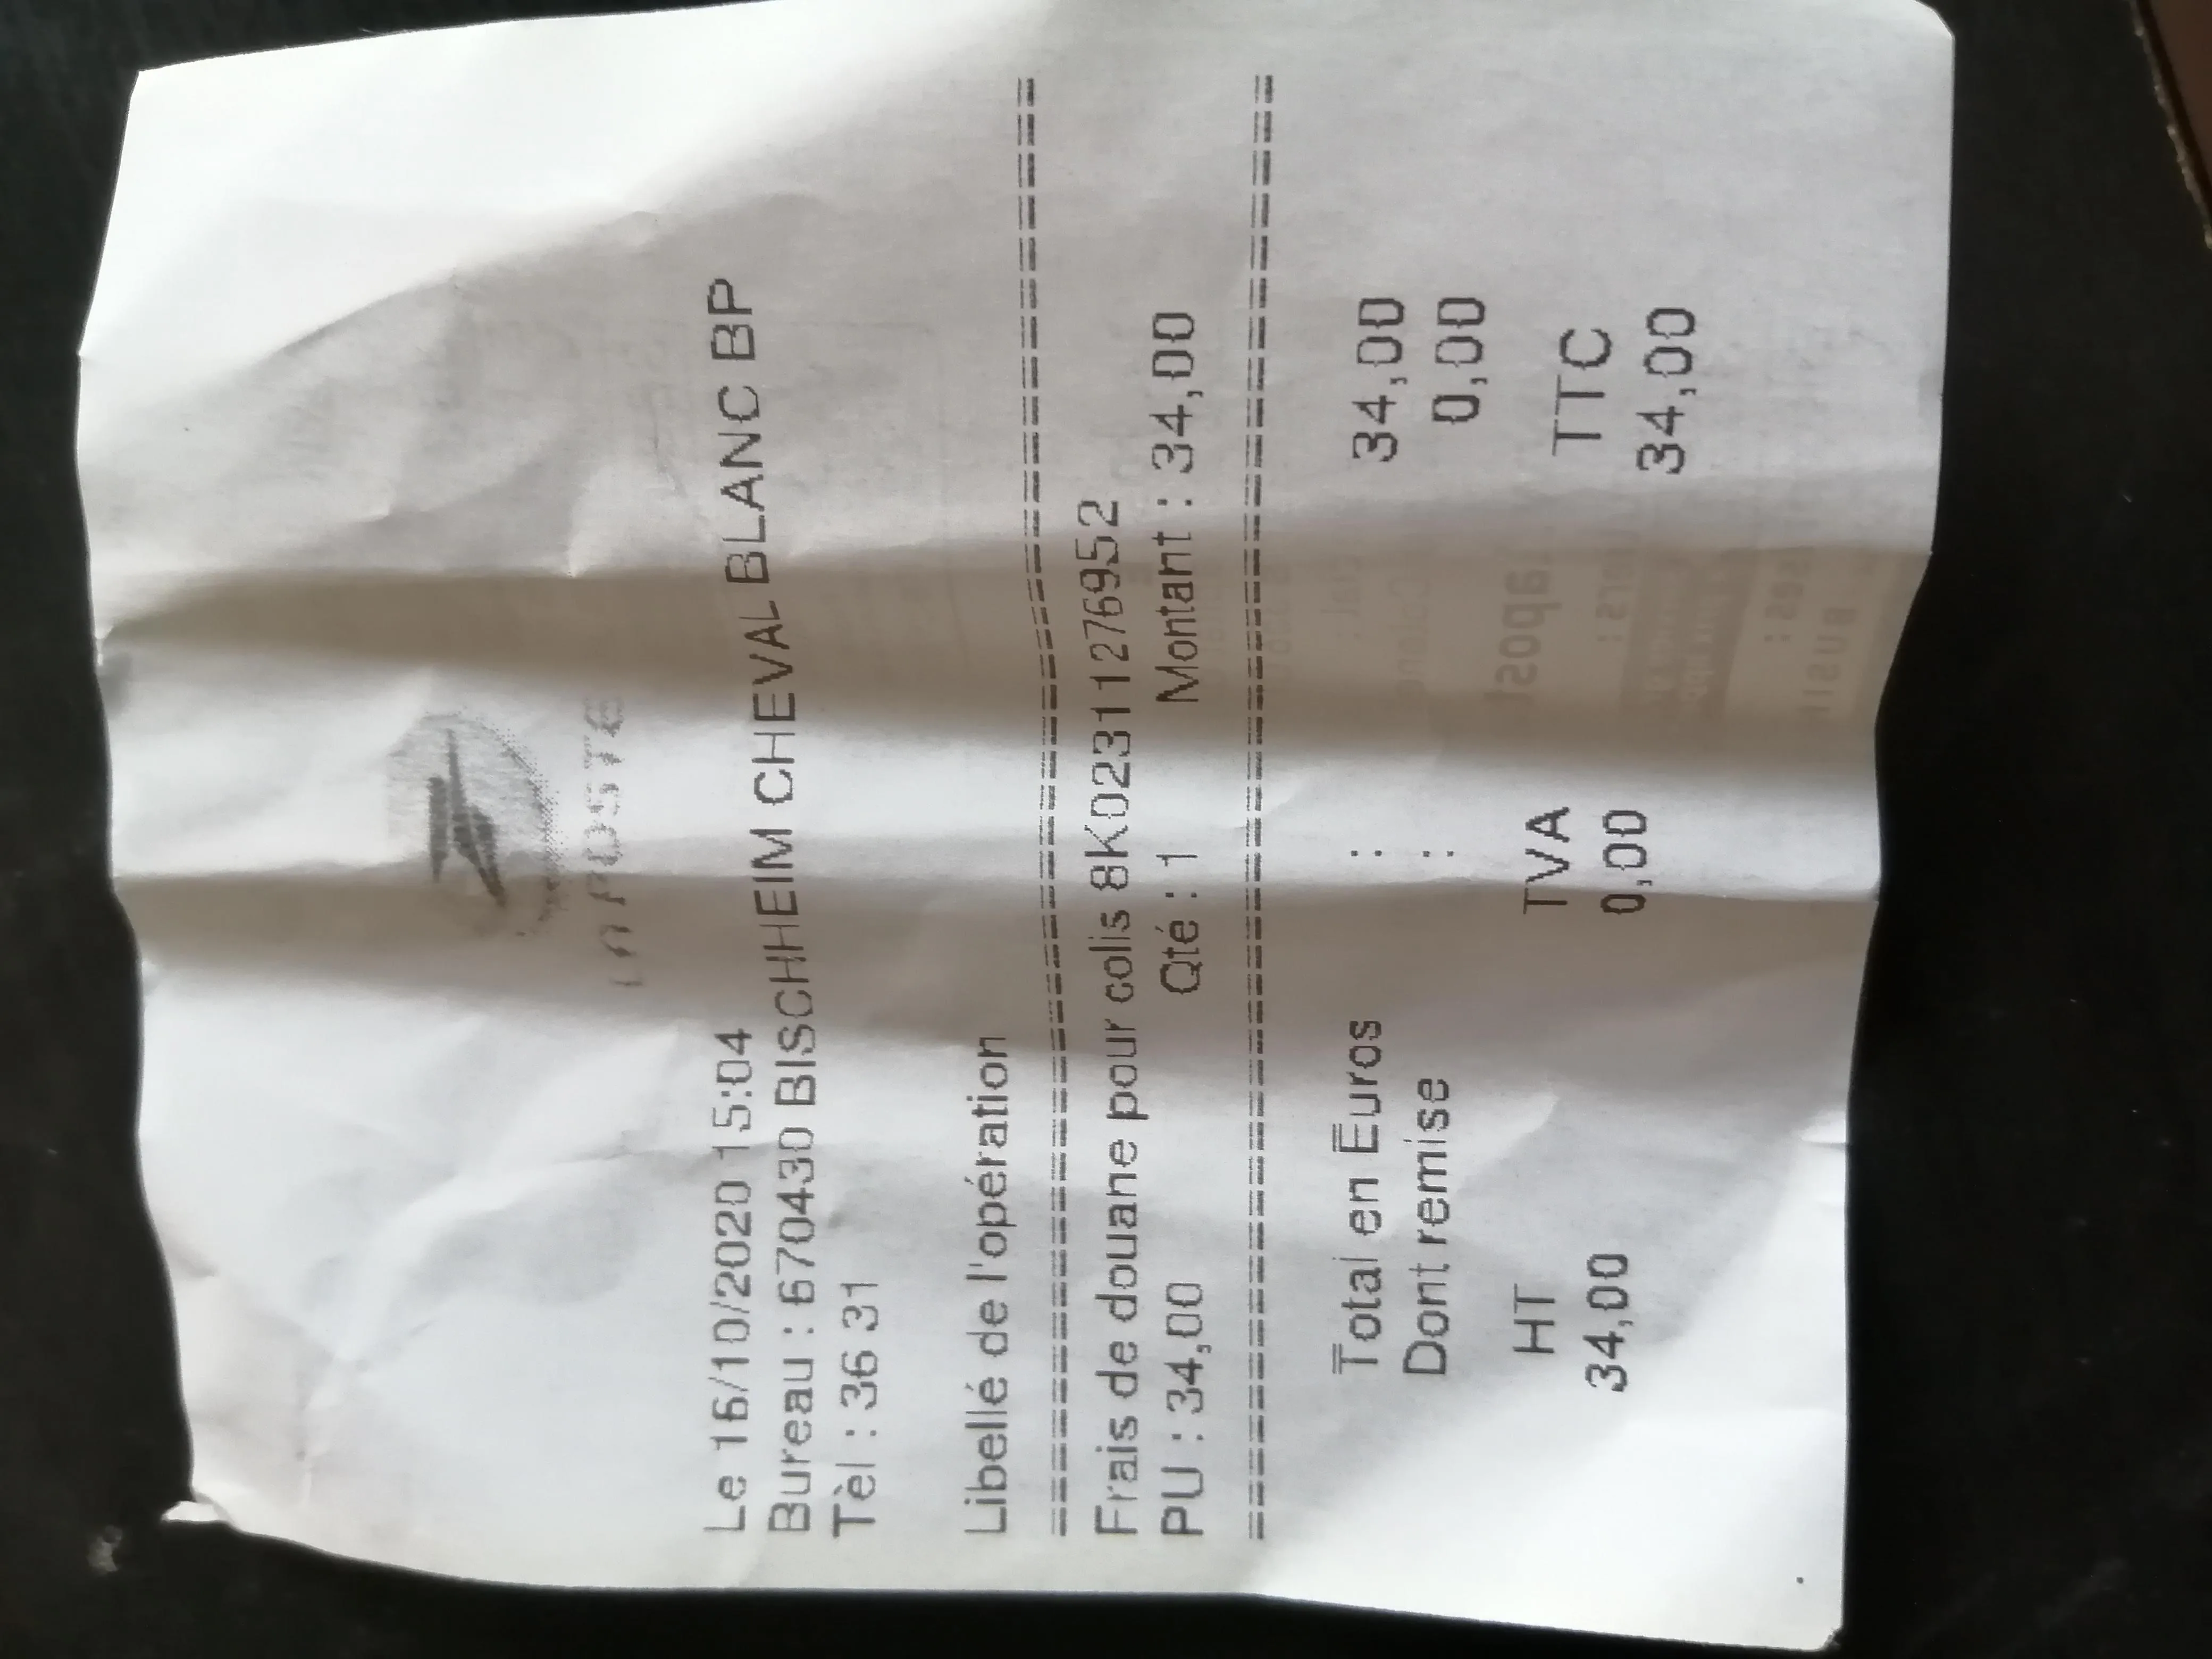 LA POSTE
Le 16/10/2020 15:04
Bureau : 670430 BISCHHEIM CHEVAL BLANC BP
Tèl : 36 31
Libellé de l'opération
==================================================
Frais de douane pour colis 8K02311276952
PU : 34,00 Qté : 1 Montant : 34,00
==================================================
Total en Euros : 34,00
Dont remise : 0,00
HT TVA TTC
34,00 0,00 34,00